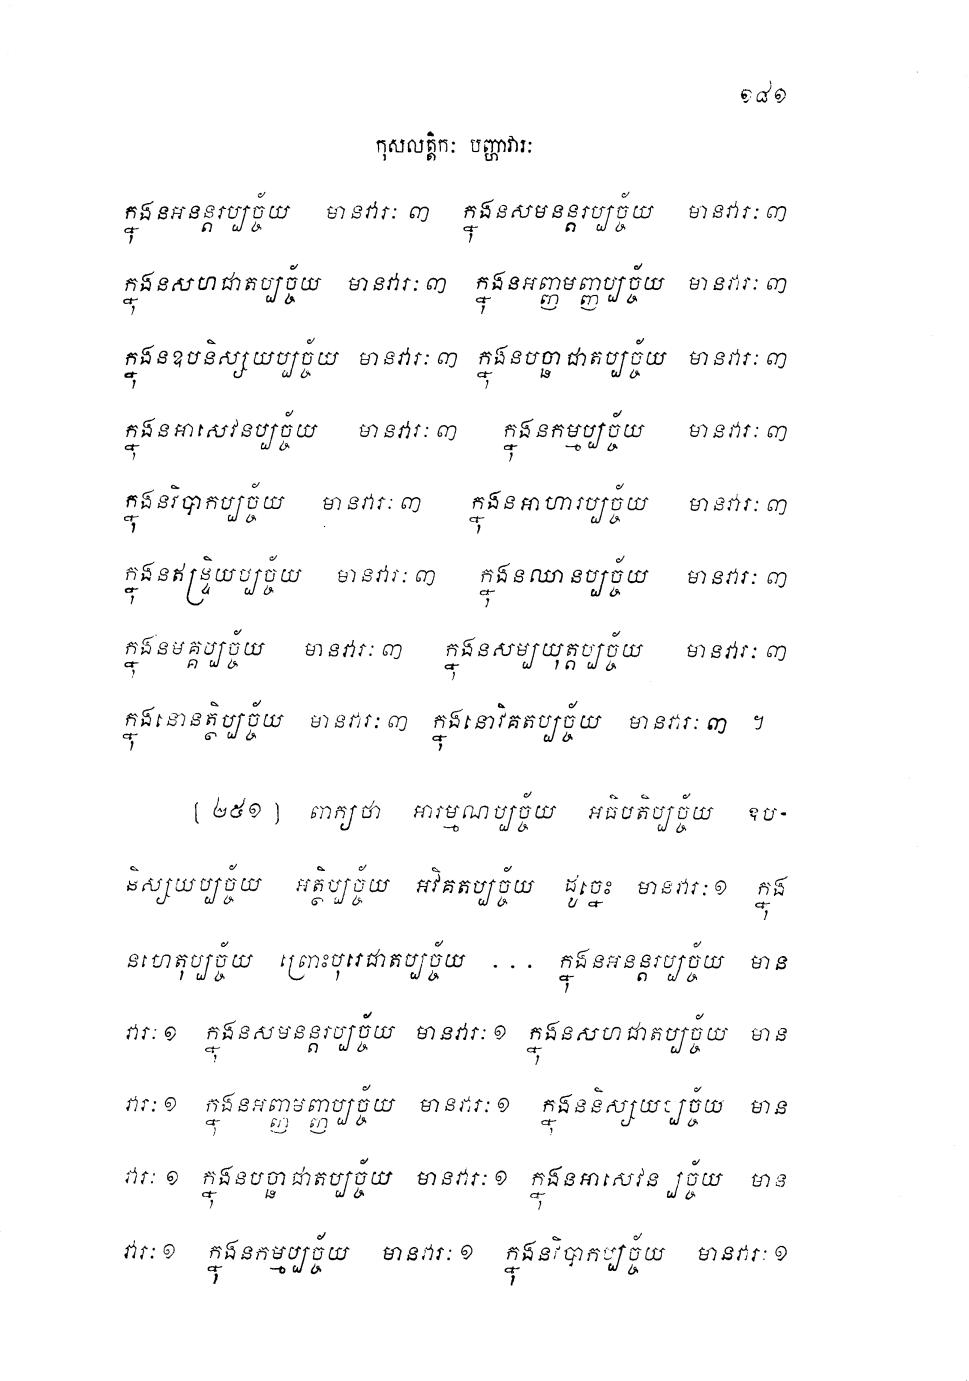 ១៨១
កុសលត្តិកៈ បញ្ហាវារៈ
ក្នុងនអនន្តរប្បច្ច័យ មានវារៈ ៣ ក្នុងនសមនន្តរប្បច្ច័យ មានវារៈ ៣
ក្នុងនសហជាតប្បច្ច័យ មានវារៈ ៣ ក្នុងនអញ្ញមញ្ញប្បច្ច័យ មានវារៈ ៣
ក្នុងនឧបនិស្សយប្បច្ច័យ មានវារៈ ៣ ក្នុងនបច្ឆាជាតប្បច្ច័យ មានវារៈ ៣
ក្នុងនអាសេវនប្បច្ច័យ មានវារៈ ៣ ក្នុងនកម្មប្បច្ច័យ មានវារៈ ៣
ក្នុងនវិបាកប្បច្ច័យ មានវារៈ ៣ ក្នុងនអាហារប្បច្ច័យ មានវារៈ ៣
ក្នុងនឥន្ទ្រិយប្បច្ច័យ មានវារៈ ៣ ក្នុងនឈានប្បច្ច័យ មានវារៈ ៣
ក្នុងនមគ្គប្បច្ច័យ មានវារៈ ៣ ក្នុងនសម្បយុត្តប្បច្ច័យ មានវារៈ ៣
ក្នុងនោនត្ថិប្បច្ច័យ មានវារៈ ៣ ក្នុងនោវិគតប្បច្ច័យ មានវារៈ ៣ ។
[២៥១] ពាក្យថា អារម្មណប្បច្ច័យ អធិបតិប្បច្ច័យ ឧប-
និស្សយប្បច្ច័យ អត្ថិប្បច្ច័យ អវិគតប្បច្ច័យ ដូច្នេះ មានវារៈ ១ ក្នុង
នហេតុប្បច្ច័យ ព្រោះបុរេជាតប្បច្ច័យ ... ក្នុងនអនន្តរប្បច្ច័យ មាន
វារៈ ១ ក្នុងនសមនន្តរប្បច្ច័យ មានវារៈ ១ ក្នុងនសហជាតប្បច្ច័យ មាន
វារៈ ១ ក្នុងនអញ្ញមញ្ញប្បច្ច័យ មានវារៈ ១ ក្នុងននិស្សយប្បច្ច័យ មាន
វារៈ ១ ក្នុងនបច្ឆាជាតប្បច្ច័យ មានវារៈ ១ ក្នុងនអាសេវនប្បច្ច័យ មាន
វារៈ ១ ក្នុងនកម្មប្បច្ច័យ មានវារៈ ១ ក្នុងនវិបាកប្បច្ច័យ មានវារៈ ១